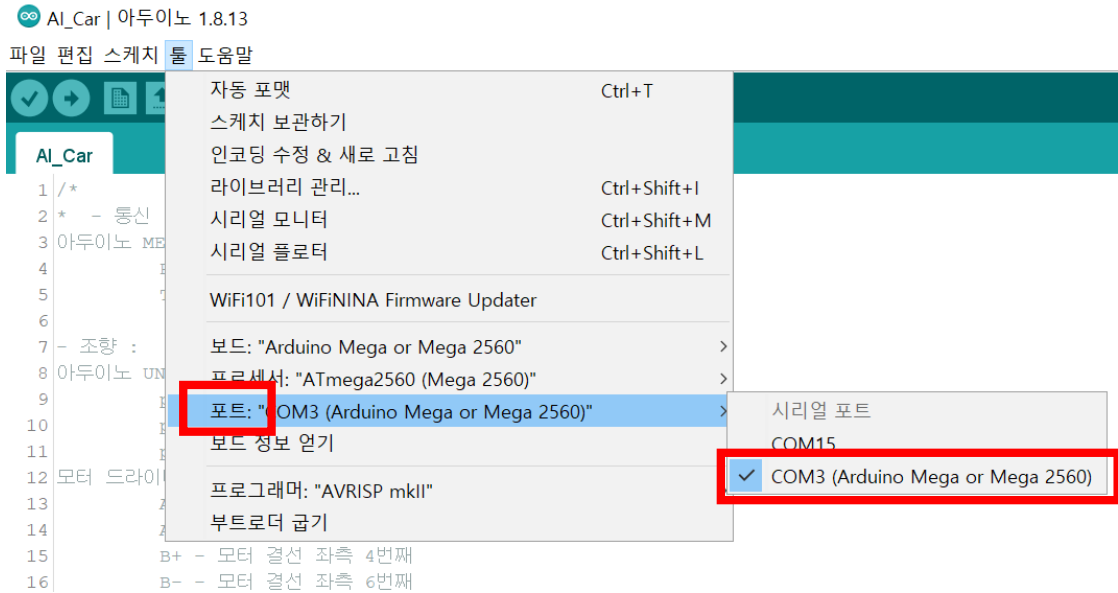 AI_Car | 아두이노 1.8.13
파일 편집 스케치 툴 도움말
자동 포맷 Ctrl+T
스케치 보관하기
인코딩 수정 & 새로 고침
라이브러리 관리... Ctrl+Shift+I
시리얼 모니터 Ctrl+Shift+M
시리얼 플로터 Ctrl+Shift+L
WiFi101 / WiFiNINA Firmware Updater
보드: "Arduino Mega or Mega 2560"
프로세서: "ATmega2560 (Mega 2560)"
포트: "COM3 (Arduino Mega or Mega 2560)"
보드 정보 얻기
프로그래머: "AVRISP mkII"
부트로더 굽기
시리얼 포트
COM15
COM3 (Arduino Mega or Mega 2560)
AI_Car
1 /*
2 * - 통신
3 아두이노 ME
4
5
6
7 - 조향 :
8 아두이노 UN
9
10
11
12 모터 드라이
13
14
15 B+ - 모터 결선 좌측 4번째
16 B- - 모터 결선 좌측 6번째